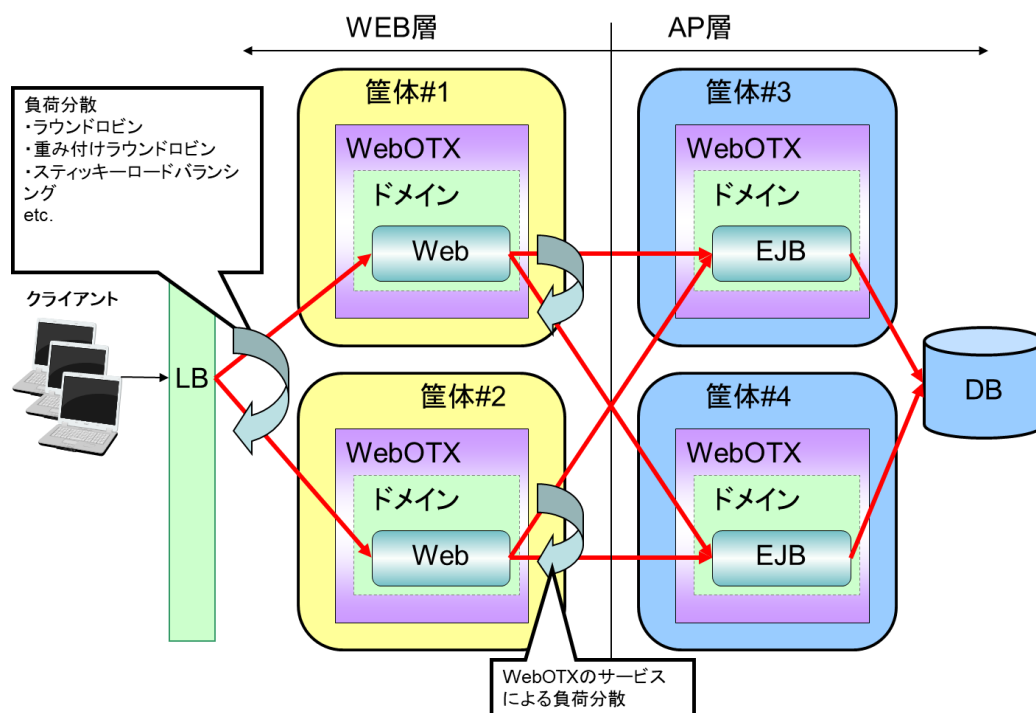 WEB層
AP層
負荷分散
・ラウンドロビン
・重み付けラウンドロビン
・スティッキーロードバランシ
ング
etc.
クライアント
LB
筐体#1
WebOTX
ドメイン
Web
筐体#2
WebOTX
ドメイン
Web
筐体#3
WebOTX
ドメイン
EJB
筐体#4
WebOTX
ドメイン
EJB
DB
WebOTXのサービス
による負荷分散